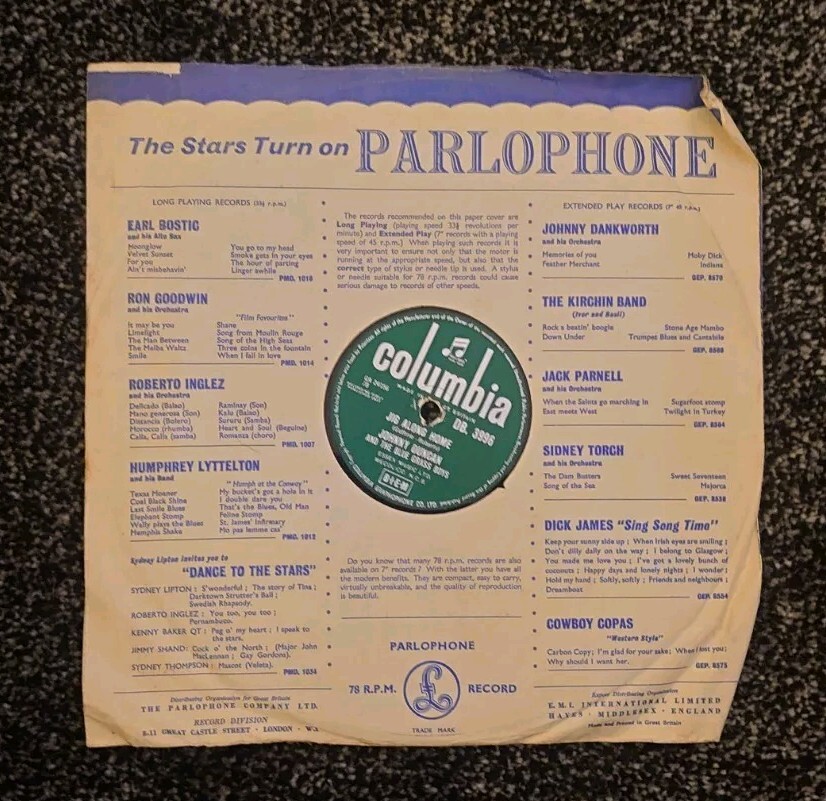 The Stars Turn on PARLOPHONE
LONG PLAYING RECORDS (33⅓ r.p.m.)
EARL BOSTIC
and his Alto Sax
Moonglow You go to my head
Velvet Sunset Smoke gets in your eyes
For you The hour of parting
Ain't misbehavin' Linger awhile
PMD. 1016
RON GOODWIN
and his Orchestra
"Film Favourites"
It may be you Shane
Limelight Song from Moulin Rouge
The Man Between Song of the High Seas
The Melba Waltz Three coins in the fountain
Smile When I fall in love
PMD. 1014
ROBERTO INGLEZ
and his Orchestra
Delicado (Baiao) Raminay (Son)
Mano generosa (Son) Kalu (Baiao)
Distancia (Bolero) Sururu (Samba)
Morocco (rhumba) Heart and Soul (Beguine)
Calla, Calla (samba) Romanza (choro)
PMD. 1007
HUMPHREY LYTTELTON
and his Band
"Humph at the Conway"
Texas Moaner My bucket's got a hole in it
Coal Black Shine I double dare you
Last Smile Blues That's the Blues, Old Man
Elephant Stomp Feline Stomp
Wally plays the Blues St. James' Infirmary
Memphis Shake Mo pas lemme cas'
PMD. 1012
Sydney Lipton invites you to
"DANCE TO THE STARS"
SYDNEY LIPTON : S'wonderful ; The story of Tina ;
Darktown Strutter's Ball ;
Swedish Rhapsody.
ROBERTO INGLEZ : You too, you too ;
Pernambuco.
KENNY BAKER QT : Peg o' my heart ; I speak to
the stars.
JIMMY SHAND: Cock o' the North ; (Major John
MacLennan ; Gay Gordons).
SYDNEY THOMPSON : Mascot (Veleta).
PMD. 1034
Distributing Organisation for Great Britain
THE PARLOPHONE COMPANY LTD.
RECORD DIVISION
8-11 GREAT CASTLE STREET · LONDON · W.1
The records recommended on this paper cover are
Long Playing (playing speed 33⅓ revolutions per
minute) and Extended Play (7" records with a playing
speed of 45 r.p.m.) When playing such records it is
very important to ensure not only that the motor is
running at the appropriate speed, but also that the
correct type of stylus or needle tip is used. A stylus
or needle suitable for 78 r.p.m. records could cause
serious damage to records of other speeds.
columbia
DB. 3996
JIG ALONG HOME
JOHNNY DUNCAN
AND THE BLUE GRASS BOYS
ESSEX MUSIC LTD.
B·I·E·M
Do you know that many 78 r.p.m. records are also
available on 7" records ? With the latter you have all
the modern benefits. They are compact, easy to carry,
virtually unbreakable, and the quality of reproduction
is beautiful.
PARLOPHONE
78 R.P.M. £ RECORD
TRADE MARK
EXTENDED PLAY RECORDS (7" 45 r.p.m.)
JOHNNY DANKWORTH
and his Orchestra
Memories of you Moby Dick
Feather Merchant Indiana
GEP. 8570
THE KIRCHIN BAND
(Ivor and Basil)
Rock a beatin' boogie Stone Age Mambo
Down Under Trumpet Blues and Cantabile
GEP. 8569
JACK PARNELL
and his Orchestra
When the Saints go marching in Sugarfoot stomp
East meets West Twilight in Turkey
GEP. 8564
SIDNEY TORCH
and his Orchestra
The Dam Busters Sweet Seventeen
Song of the Sea Majorca
GEP. 8538
DICK JAMES "Sing Song Time"
Keep your sunny side up ; When Irish eyes are smiling ;
Don't dilly dally on the way ; I belong to Glasgow ;
You made me love you ; I've got a lovely bunch of
coconuts ; Happy days and lonely nights ; I wonder ;
Hold my hand ; Softly, softly ; Friends and neighbours ;
Dreamboat
GEP. 8554
COWBOY COPAS
"Western Style"
Carbon Copy; I'm glad for your sake; When I lost you;
Why should I want her.
GEP. 8575
Export Distributing Organisation
E.M.I. INTERNATIONAL LIMITED
HAYES · MIDDLESEX · ENGLAND
Made and Printed in Great Britain